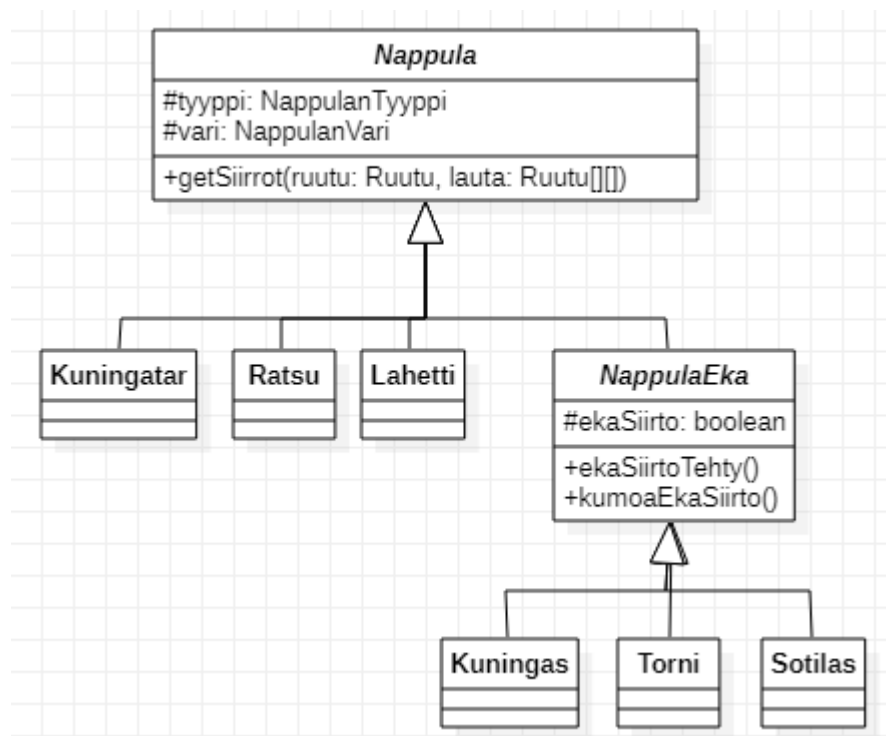 Nappula
#tyyppi: NappulanTyyppi
#vari: NappulanVari
+getSiirrot(ruutu: Ruutu, lauta: Ruutu[][])
Kuningatar
Ratsu
Lahetti
NappulaEka
#ekaSiirto: boolean
+ekaSiirtoTehty()
+kumoaEkaSiirto()
Kuningas
Torni
Sotilas